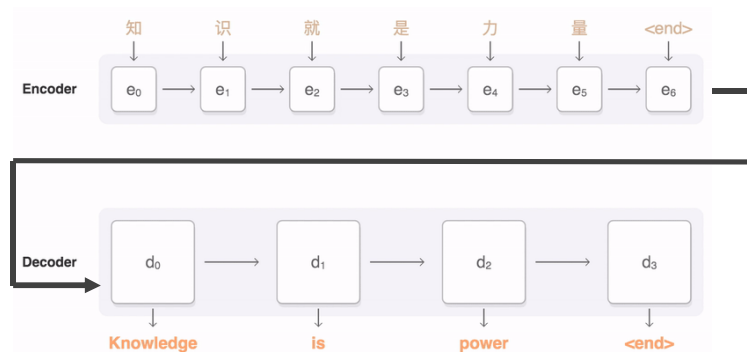 知 识 就 是 力 量 <end>
Encoder e₀ e₁ e₂ e₃ e₄ e₅ e₆
Decoder d₀ d₁ d₂ d₃
Knowledge is power <end>